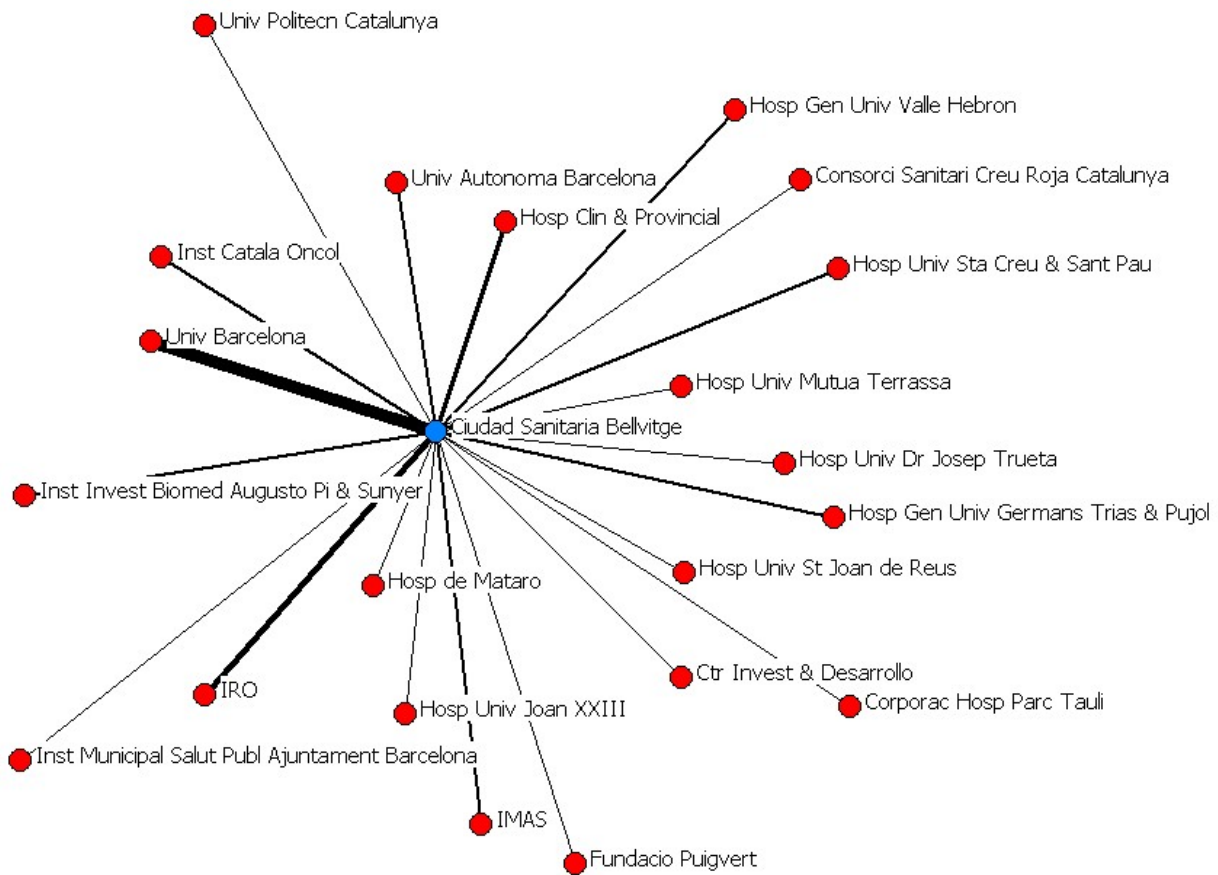 Univ Politecn Catalunya
Hosp Gen Univ Valle Hebron
Consorci Sanitari Creu Roja Catalunya
Univ Autonoma Barcelona
Hosp Clin & Provincial
Inst Catala Oncol
Hosp Univ Sta Creu & Sant Pau
Univ Barcelona
Hosp Univ Mutua Terrassa
Ciudad Sanitaria Bellvitge
Hosp Univ Dr Josep Trueta
Inst Invest Biomed Augusto Pi & Sunyer
Hosp Gen Univ Germans Trias & Pujol
Hosp Univ St Joan de Reus
Hosp de Mataro
Ctr Invest & Desarrollo
IRO
Corporac Hosp Parc Tauli
Hosp Univ Joan XXIII
Inst Municipal Salut Publ Ajuntament Barcelona
IMAS
Fundacio Puigvert